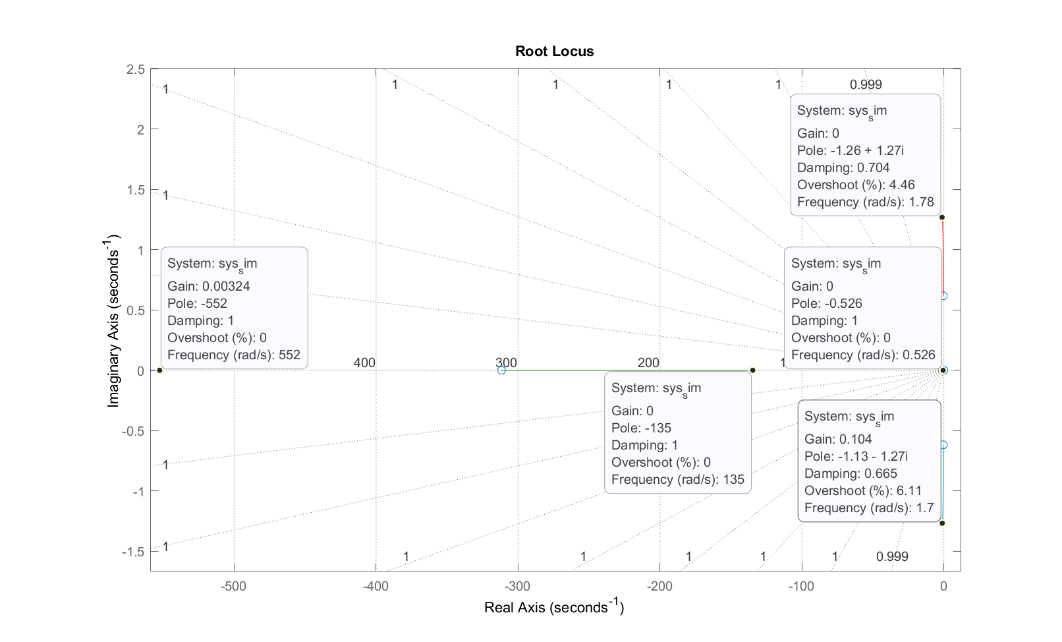 Root Locus
2.5
2
1.5
1
0.5
0
-0.5
-1
-1.5
Imaginary Axis (seconds-1)
1
1
1
1
1
0.999
1
System: sys_sim
Gain: 0
Pole: -1.26 + 1.27i
Damping: 0.704
Overshoot (%): 4.46
Frequency (rad/s): 1.78
System: sys_sim
Gain: 0.00324
Pole: -552
Damping: 1
Overshoot (%): 0
Frequency (rad/s): 552
System: sys_sim
Gain: 0
Pole: -0.526
Damping: 1
Overshoot (%): 0
Frequency (rad/s): 0.526
400
300
200
System: sys_sim
Gain: 0
Pole: -135
Damping: 1
Overshoot (%): 0
Frequency (rad/s): 135
System: sys_sim
Gain: 0.104
Pole: -1.13 - 1.27i
Damping: 0.665
Overshoot (%): 6.11
Frequency (rad/s): 1.7
1
1
1
1
1
1
1
0.999
-500
-400
-300
-200
-100
0
Real Axis (seconds-1)